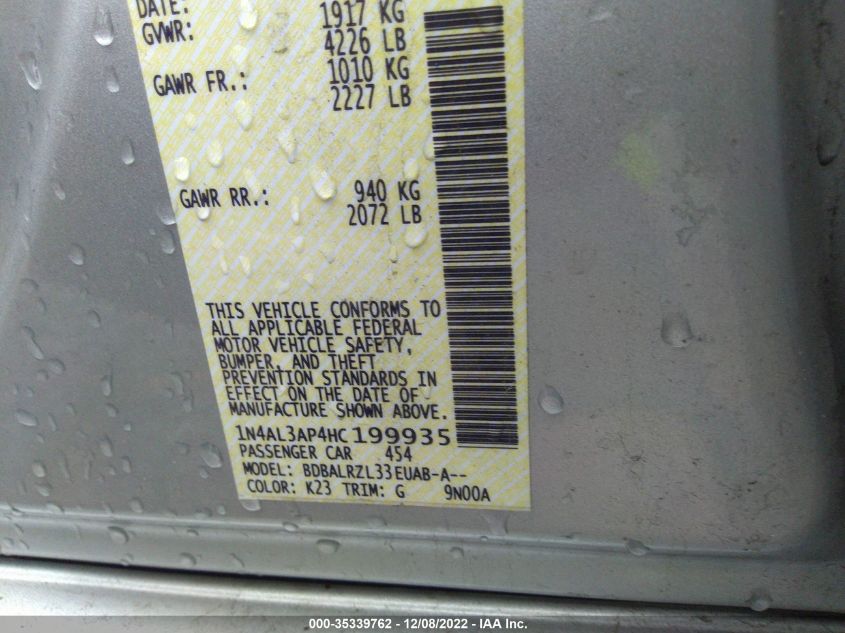 DATE:
GVWR: 1917 KG
4226 LB
GAWR FR.: 1010 KG
2227 LB
GAWR RR.: 940 KG
2072 LB
THIS VEHICLE CONFORMS TO
ALL APPLICABLE FEDERAL
MOTOR VEHICLE SAFETY,
BUMPER, AND THEFT
PREVENTION STANDARDS IN
EFFECT ON THE DATE OF
MANUFACTURE SHOWN ABOVE.
1N4AL3AP4HC199935
PASSENGER CAR 454
MODEL: BDBALRZL33EUAB-A--
COLOR: K23 TRIM: G 9N00A
000-35339762 - 12/08/2022 - IAA Inc.